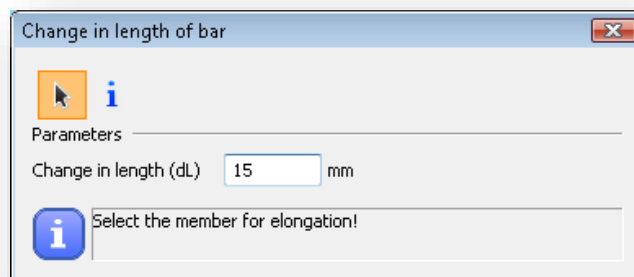 Change in length of bar
Parameters
Change in length (dL) 15 mm
Select the member for elongation!